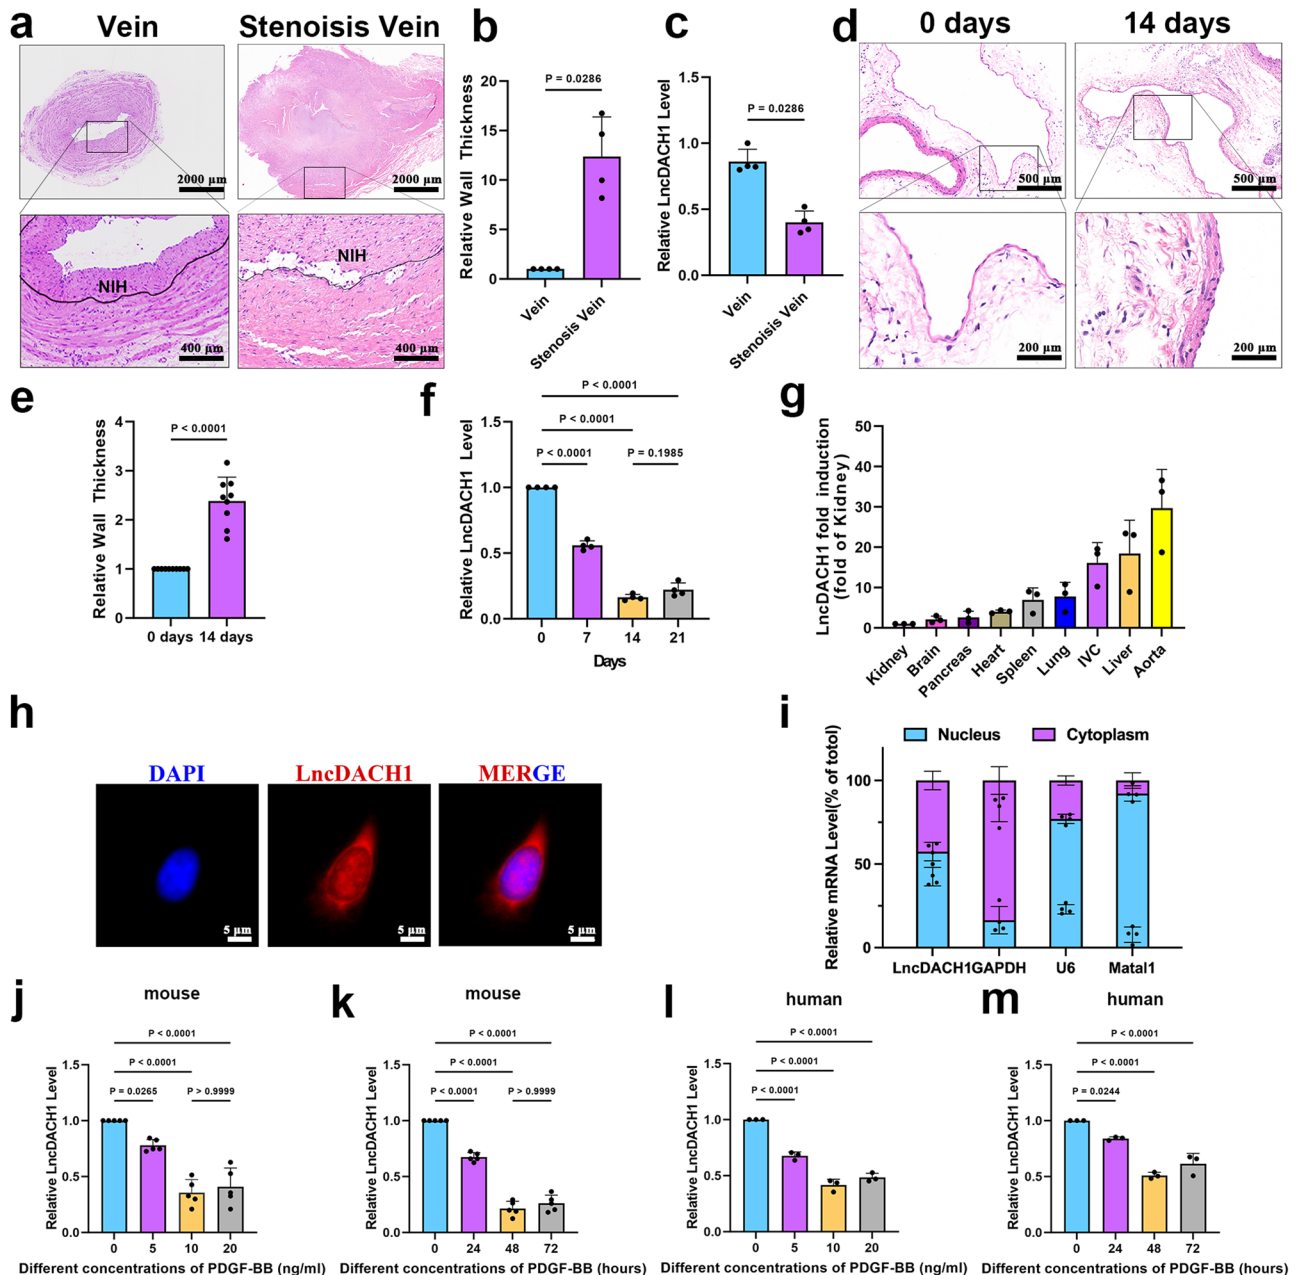 a
Vein
Stenoisis Vein
2000 µm
2000 µm
NIH
400 µm
NIH
400 µm
b
Relative Wall Thickness
20
15
10
5
0
P = 0.0286
Vein
Stenosis Vein
c
Relative LncDACH1 Level
1.5
1.0
0.5
0.0
P = 0.0286
Vein
Stenoisis Vein
d
0 days
14 days
500 µm
500 µm
200 µm
200 µm
e
Relative Wall Thickness
4
3
2
1
0
P < 0.0001
0 days
14 days
f
Relative LncDACH1 Level
1.5
1.0
0.5
0.0
P < 0.0001
P < 0.0001
P < 0.0001
P = 0.1985
0
7
14
21
Days
g
LncDACH1 fold induction
(fold of Kidney)
50
40
30
20
10
0
Kidney
Brain
Pancreas
Heart
Spleen
Lung
IVC
Liver
Aorta
h
DAPI
LncDACH1
MERGE
5 µm
5 µm
5 µm
i
Nucleus
Cytoplasm
Relative mRNA Level(% of totol)
100
50
0
LncDACH1
GAPDH
U6
Matal1
j
mouse
Relative LncDACH1 Level
1.5
1.0
0.5
0.0
P < 0.0001
P < 0.0001
P = 0.0265
P > 0.9999
0
5
10
20
Different concentrations of PDGF-BB (ng/ml)
k
mouse
Relative LncDACH1 Level
1.5
1.0
0.5
0.0
P < 0.0001
P < 0.0001
P < 0.0001
P > 0.9999
0
24
48
72
Different concentrations of PDGF-BB (hours)
l
human
Relative LncDACH1 Level
1.5
1.0
0.5
0.0
P < 0.0001
P < 0.0001
P < 0.0001
0
5
10
20
Different concentrations of PDGF-BB (ng/ml)
m
human
Relative LncDACH1 Level
1.5
1.0
0.5
0.0
P < 0.0001
P < 0.0001
P = 0.0244
0
24
48
72
Different concentrations of PDGF-BB (hours)